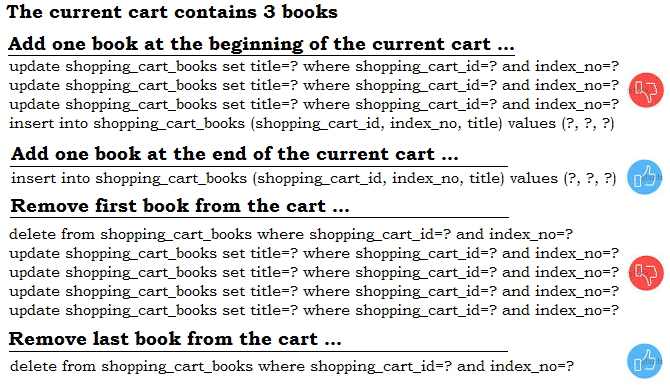 The current cart contains 3 books
Add one book at the beginning of the current cart ...
update shopping_cart_books set title=? where shopping_cart_id=? and index_no=?
update shopping_cart_books set title=? where shopping_cart_id=? and index_no=?
update shopping_cart_books set title=? where shopping_cart_id=? and index_no=?
insert into shopping_cart_books (shopping_cart_id, index_no, title) values (?, ?, ?)
Add one book at the end of the current cart ...
insert into shopping_cart_books (shopping_cart_id, index_no, title) values (?, ?, ?)
Remove first book from the cart ...
delete from shopping_cart_books where shopping_cart_id=? and index_no=?
update shopping_cart_books set title=? where shopping_cart_id=? and index_no=?
update shopping_cart_books set title=? where shopping_cart_id=? and index_no=?
update shopping_cart_books set title=? where shopping_cart_id=? and index_no=?
update shopping_cart_books set title=? where shopping_cart_id=? and index_no=?
Remove last book from the cart ...
delete from shopping_cart_books where shopping_cart_id=? and index_no=?